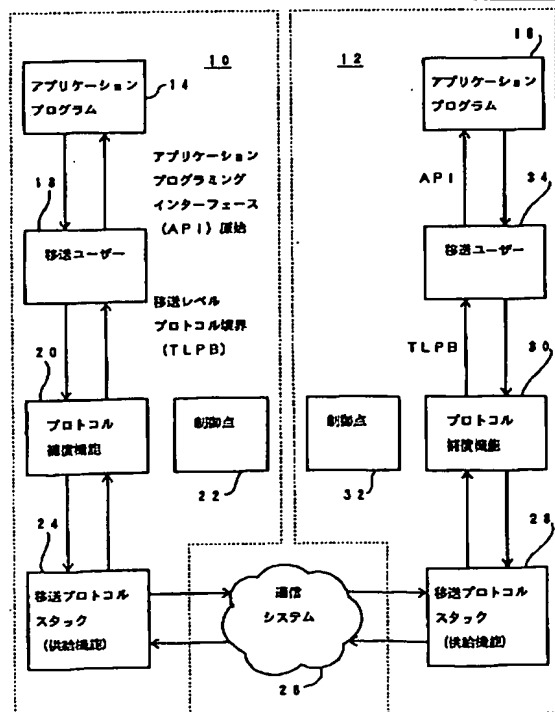 10
アプリケーション
プログラム
14
アプリケーション
プログラミング
インターフェース
(API)原始
18
移送ユーザー
移送レベル
プロトコル境界
(TLPB)
20
プロトコル
補償機能
制御点
22
24
移送プロトコル
スタック
(供給機能)
通信
システム
26
12
16
アプリケーション
プログラム
API
34
移送ユーザー
TLPB
30
プロトコル
補償機能
制御点
32
28
移送プロトコル
スタック
(供給機能)